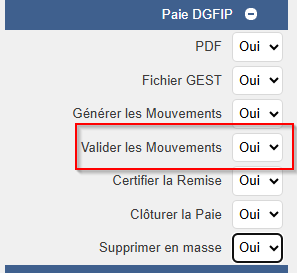 Paie DGFIP
PDF Oui
Fichier GEST Oui
Générer les Mouvements Oui
Valider les Mouvements Oui
Certifier la Remise Oui
Clôturer la Paie Oui
Supprimer en masse Oui